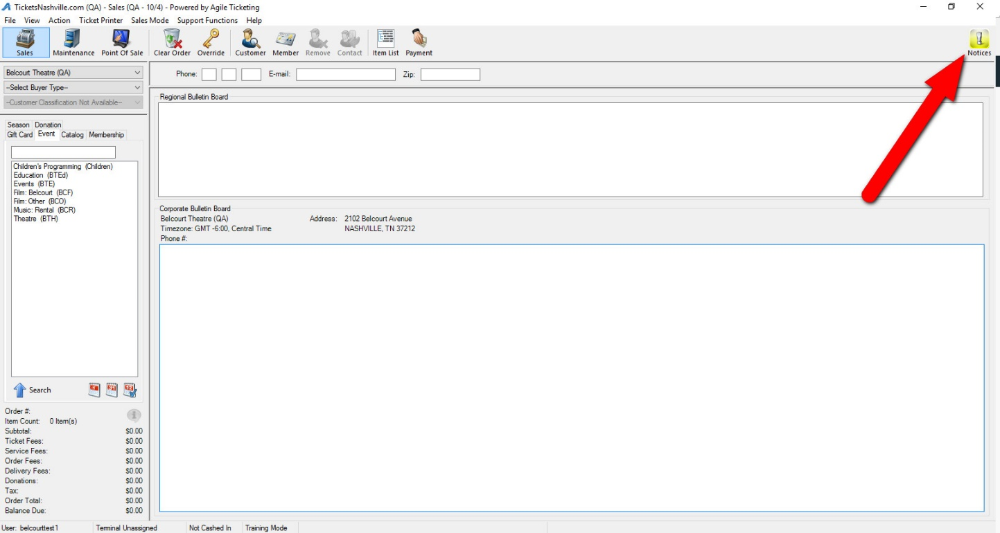 TicketsNashville.com (QA) - Sales (QA - 10/4) - Powered by Agile Ticketing
File View Action Ticket Printer Sales Mode Support Functions Help
Sales Maintenance Point Of Sale Clear Order Override Customer Member Remove Contact Item List Payment Notices
Belcourt Theatre (QA)
--Select Buyer Type--
--Customer Classification Not Available--
Phone: E-mail: Zip:
Season Donation
Gift Card Event Catalog Membership
Children's Programming (Children)
Education (BTEd)
Events (BTE)
Film: Belcourt (BCF)
Film: Other (BCO)
Music: Rental (BCR)
Theatre (BTH)
Search
1 31 12
Order #:
Item Count: 0 Item(s)
Subtotal: $0.00
Ticket Fees: $0.00
Service Fees: $0.00
Order Fees: $0.00
Delivery Fees: $0.00
Donations: $0.00
Tax: $0.00
Order Total: $0.00
Balance Due: $0.00
Regional Bulletin Board
Corporate Bulletin Board
Belcourt Theatre (QA) Address: 2102 Belcourt Avenue
Timezone: GMT -6:00, Central Time NASHVILLE, TN 37212
Phone #:
User: belcourttest1 Terminal Unassigned Not Cashed In Training Mode